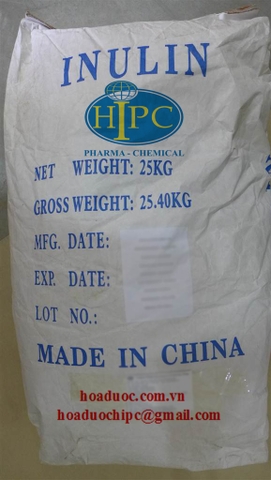 INULIN
HIPC
PHARMA - CHEMICAL
NET WEIGHT: 25KG
GROSS WEIGHT: 25.40KG
MFG. DATE:
EXP. DATE:
LOT NO.:
MADE IN CHINA
hoaduoc.com.vn
hoaduochipc@gmail.com